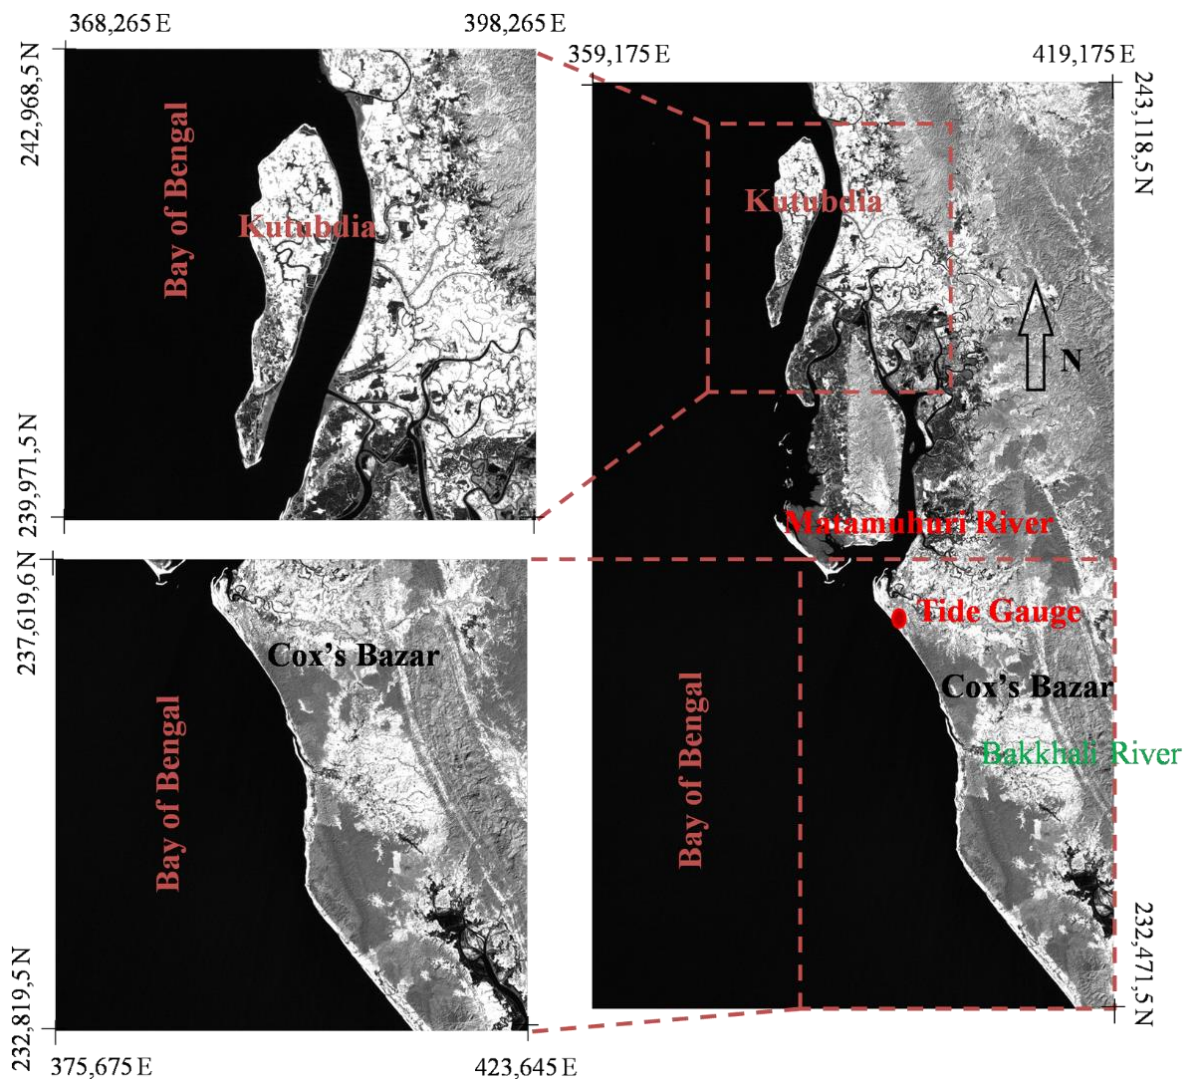 368,265 E
398,265 E
242,968,5 N
Bay of Bengal
Kutubdia
239,971,5 N
359,175 E
419,175 E
243,118,5 N
Kutubdia
N
Matamuhuri River
Tide Gauge
Cox's Bazar
Bakkhali River
Bay of Bengal
232,471,5 N
237,619,6 N
Cox's Bazar
Bay of Bengal
232,819,5 N
375,675 E
423,645 E